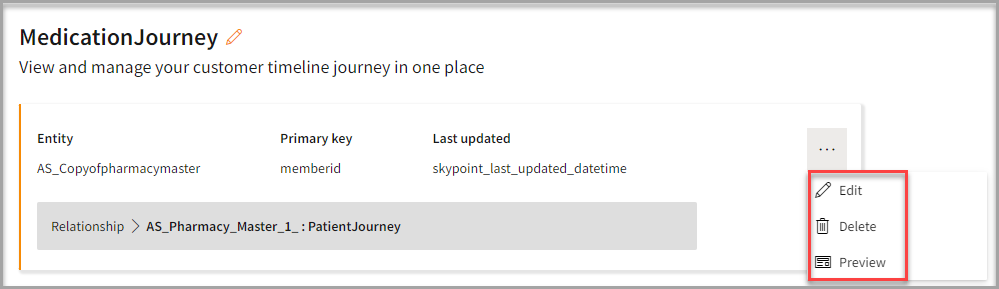 MedicationJourney
View and manage your customer timeline journey in one place
Entity Primary key Last updated
AS_Copyofpharmacymaster memberid skypoint_last_updated_datetime
Relationship > AS_Pharmacy_Master_1_ : PatientJourney
Edit
Delete
Preview